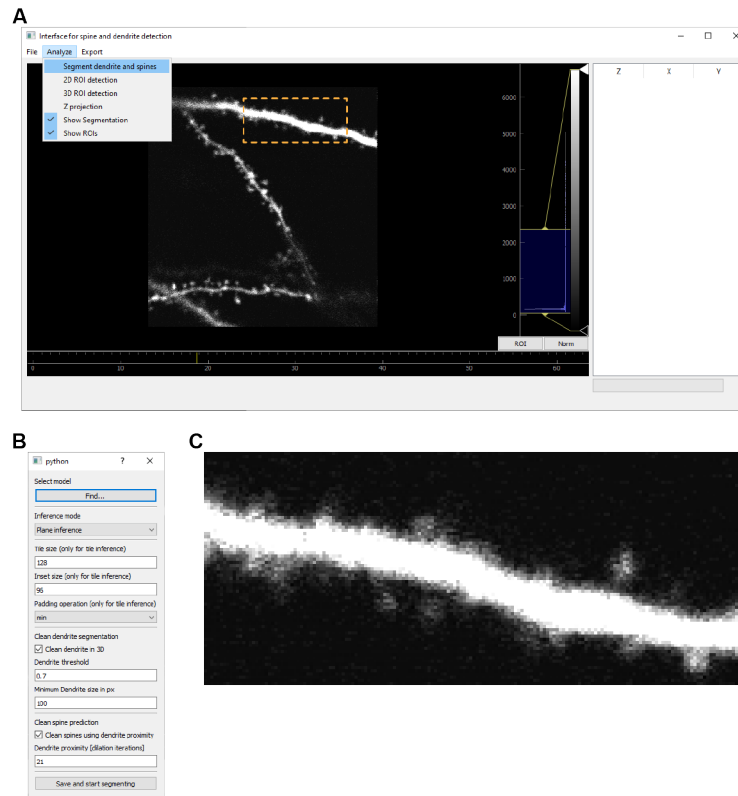 A
Interface for spine and dendrite detection
File Analyze Export
Segment dendrite and spines
2D ROI detection
3D ROI detection
Z projection
Show Segmentation
Show ROIs
Z X Y
6000
5000
4000
3000
2000
1000
0
ROI Norm
0 10 20 30 40 50 60
B
python ?
Select model
Find...
Inference mode
Plane inference
Tile size (only for tile inference)
128
Inset size (only for tile inference)
96
Padding operation (only for tile inference)
min
Clean dendrite segmentation
Clean dendrite in 3D
Dendrite threshold
0.7
Minimum Dendrite size in px
100
Clean spine prediction
Clean spines using dendrite proximity
Dendrite proximity [dilation iterations]
21
Save and start segmenting
C